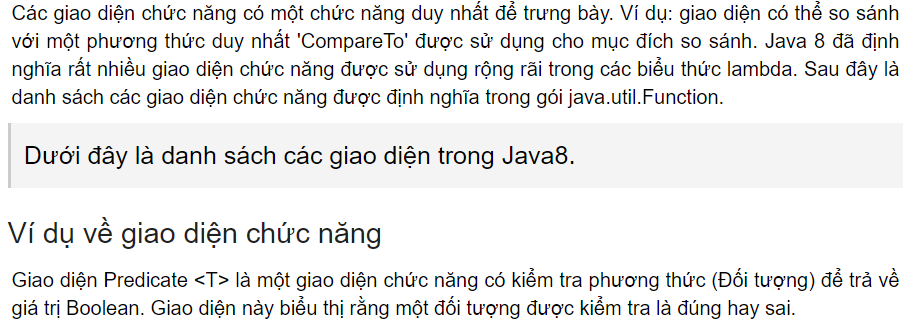 Các giao diện chức năng có một chức năng duy nhất để trưng bày. Ví dụ: giao diện có thể so sánh
với một phương thức duy nhất 'CompareTo' được sử dụng cho mục đích so sánh. Java 8 đã định
nghĩa rất nhiều giao diện chức năng được sử dụng rộng rãi trong các biểu thức lambda. Sau đây là
danh sách các giao diện chức năng được định nghĩa trong gói java.util.Function.
Dưới đây là danh sách các giao diện trong Java8.
Ví dụ về giao diện chức năng
Giao diện Predicate <T> là một giao diện chức năng có kiểm tra phương thức (Đối tượng) để trả về
giá trị Boolean. Giao diện này biểu thị rằng một đối tượng được kiểm tra là đúng hay sai.